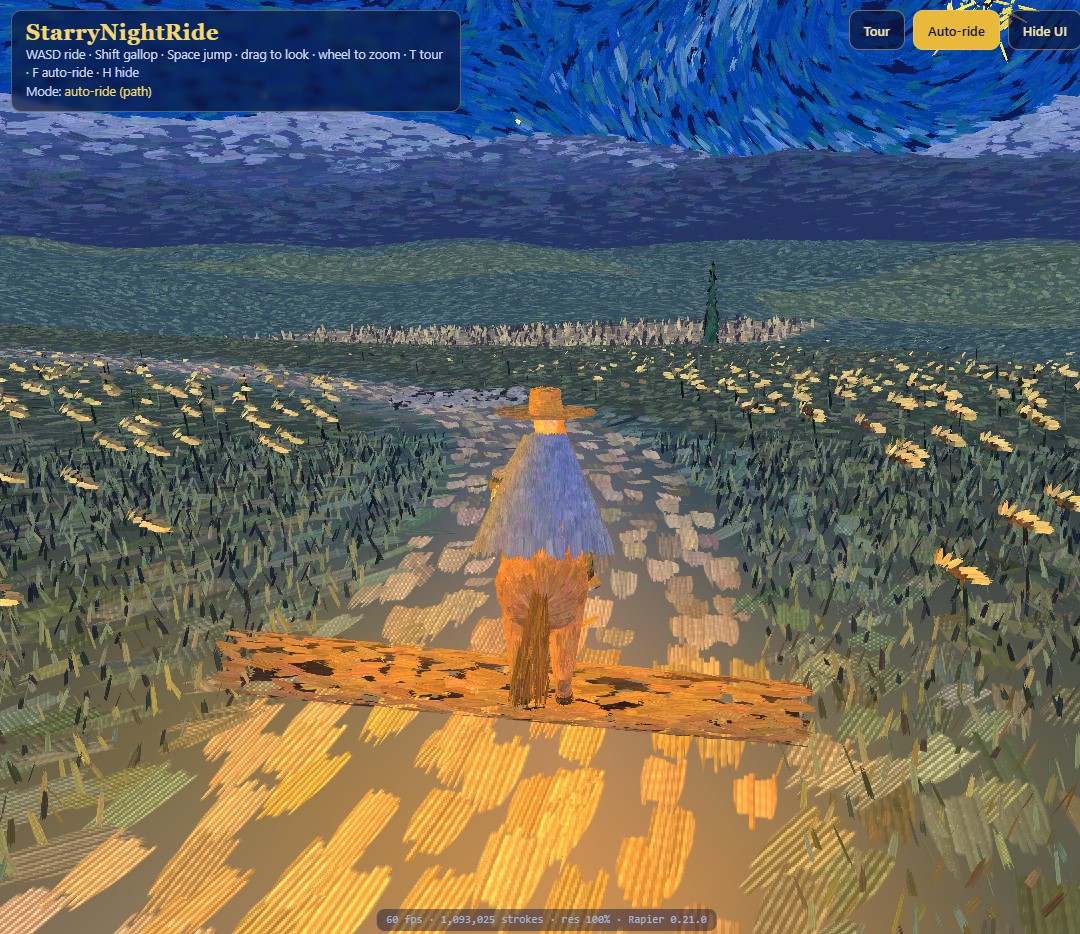 StarryNightRide
WASD ride · Shift gallop · Space jump · drag to look · wheel to zoom · T tour
· F auto-ride · H hide
Mode: auto-ride (path)
Tour
Auto-ride
Hide UI
60 fps · 1,093,025 strokes · res 100% · Rapier 0.21.0